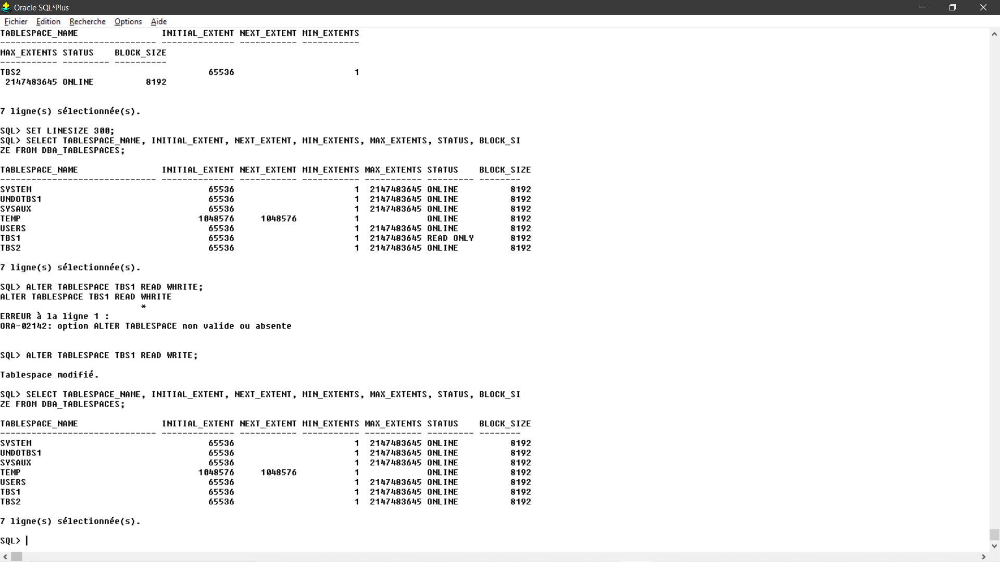 Oracle SQL*Plus
Fichier Edition Recherche Options Aide
TABLESPACE_NAME                INITIAL_EXTENT NEXT_EXTENT MIN_EXTENTS
------------------------------ -------------- ----------- -----------
MAX_EXTENTS STATUS    BLOCK_SIZE
----------- --------- ----------
TBS2                                    65536                       1
 2147483645 ONLINE          8192
7 ligne(s) sélectionnée(s).
SQL> SET LINESIZE 300;
SQL> SELECT TABLESPACE_NAME, INITIAL_EXTENT, NEXT_EXTENT, MIN_EXTENTS, MAX_EXTENTS, STATUS, BLOCK_SI
ZE FROM DBA_TABLESPACES;
TABLESPACE_NAME                INITIAL_EXTENT NEXT_EXTENT MIN_EXTENTS MAX_EXTENTS STATUS    BLOCK_SIZE
------------------------------ -------------- ----------- ----------- ----------- --------- --------
SYSTEM                                  65536                       1  2147483645 ONLINE          8192
UNDOTBS1                                65536                       1  2147483645 ONLINE          8192
SYSAUX                                  65536                       1  2147483645 ONLINE          8192
TEMP                                  1048576     1048576           1             ONLINE          8192
USERS                                   65536                       1  2147483645 ONLINE          8192
TBS1                                    65536                       1  2147483645 READ ONLY       8192
TBS2                                    65536                       1  2147483645 ONLINE          8192
7 ligne(s) sélectionnée(s).
SQL> ALTER TABLESPACE TBS1 READ WHRITE;
ALTER TABLESPACE TBS1 READ WHRITE
                           *
ERREUR à la ligne 1 :
ORA-02142: option ALTER TABLESPACE non valide ou absente
SQL> ALTER TABLESPACE TBS1 READ WRITE;
Tablespace modifié.
SQL> SELECT TABLESPACE_NAME, INITIAL_EXTENT, NEXT_EXTENT, MIN_EXTENTS, MAX_EXTENTS, STATUS, BLOCK_SI
ZE FROM DBA_TABLESPACES;
TABLESPACE_NAME                INITIAL_EXTENT NEXT_EXTENT MIN_EXTENTS MAX_EXTENTS STATUS    BLOCK_SIZE
------------------------------ -------------- ----------- ----------- ----------- --------- --------
SYSTEM                                  65536                       1  2147483645 ONLINE          8192
UNDOTBS1                                65536                       1  2147483645 ONLINE          8192
SYSAUX                                  65536                       1  2147483645 ONLINE          8192
TEMP                                  1048576     1048576           1             ONLINE          8192
USERS                                   65536                       1  2147483645 ONLINE          8192
TBS1                                    65536                       1  2147483645 ONLINE          8192
TBS2                                    65536                       1  2147483645 ONLINE          8192
7 ligne(s) sélectionnée(s).
SQL>